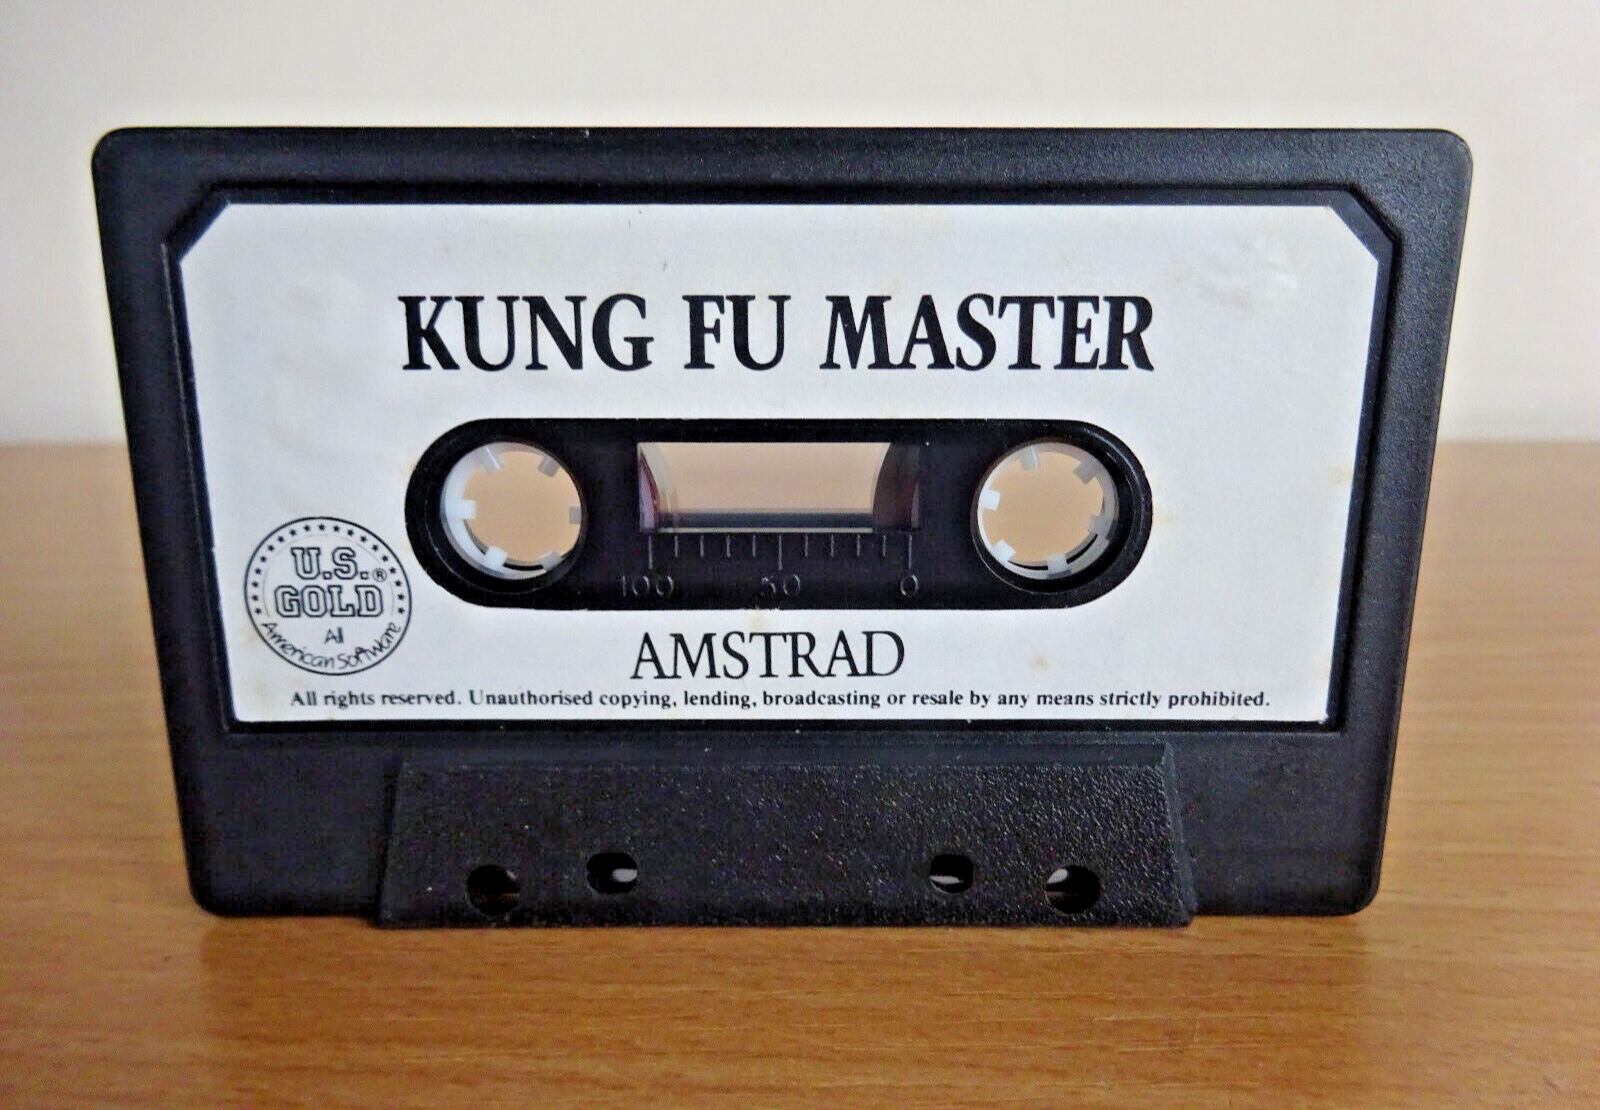 KUNG FU MASTER
100 50 0
U.S.
GOLD®
All
American Software
AMSTRAD
All rights reserved. Unauthorised copying, lending, broadcasting or resale by any means strictly prohibited.